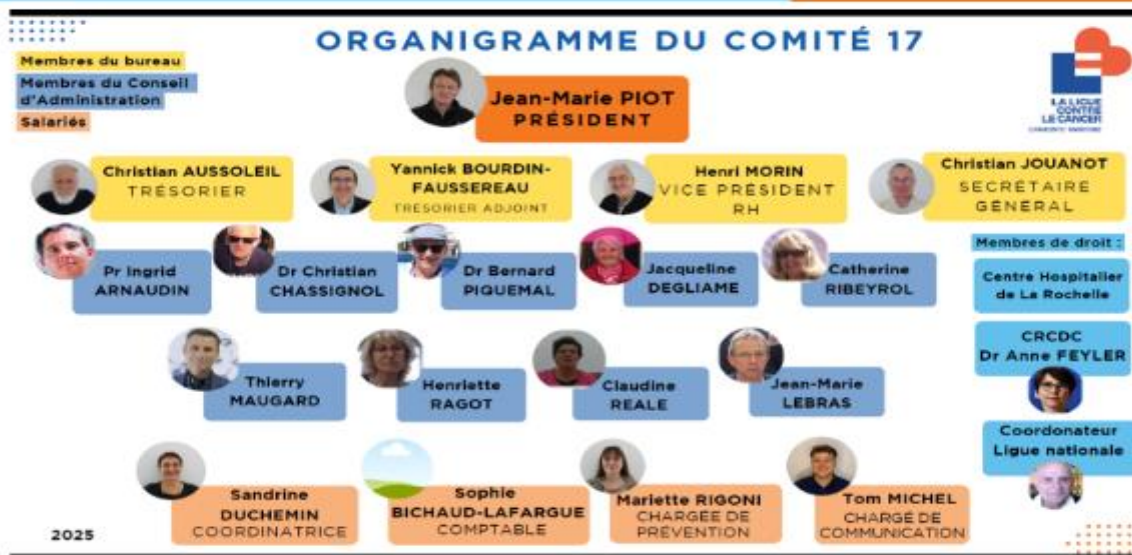 ORGANIGRAMME DU COMITÉ 17
Membres du bureau
Membres du Conseil
d'Administration
Salariés
Jean-Marie PIOT
PRÉSIDENT
LA LIGUE
CONTRE
LE CANCER
Christian AUSSOLEIL
TRÉSORIER
Yannick BOURDIN-
FAUSSEREAU
TRÉSORIER ADJOINT
Henri MORIN
VICE PRÉSIDENT
RH
Christian JOUANOT
SECRÉTAIRE
GÉNÉRAL
Pr Ingrid
ARNAUDIN
Dr Christian
CHASSIGNOL
Dr Bernard
PIQUEMAL
Jacqueline
DEGLIAME
Catherine
RIBEYROL
Membres de droit :
Centre Hospitalier
de La Rochelle
CRCDC
Dr Anne FEYLER
Coordonateur
Ligue nationale
Thierry
MAUGARD
Henriette
RAGOT
Claudine
REALE
Jean-Marie
LEBRAS
Sandrine
DUCHEMIN
COORDINATRICE
Sophie
BICHAUD-LAFARGUE
COMPTABLE
Mariette RIGONI
CHARGÉE DE
PRÉVENTION
Tom MICHEL
CHARGÉ DE
COMMUNICATION
2025